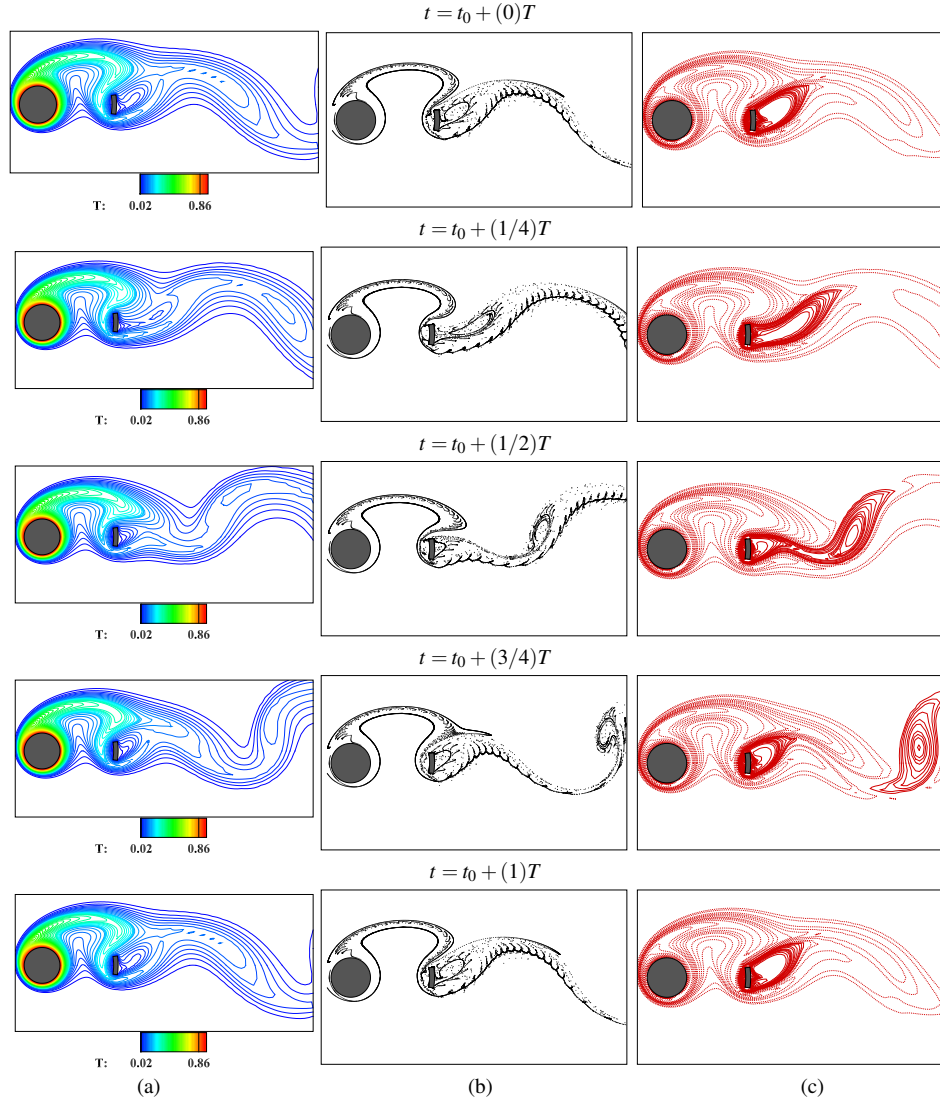 t = t₀ + (0)T
T: 0.02 0.86
t = t₀ + (1/4)T
T: 0.02 0.86
t = t₀ + (1/2)T
T: 0.02 0.86
t = t₀ + (3/4)T
T: 0.02 0.86
t = t₀ + (1)T
T: 0.02 0.86
(a) (b) (c)